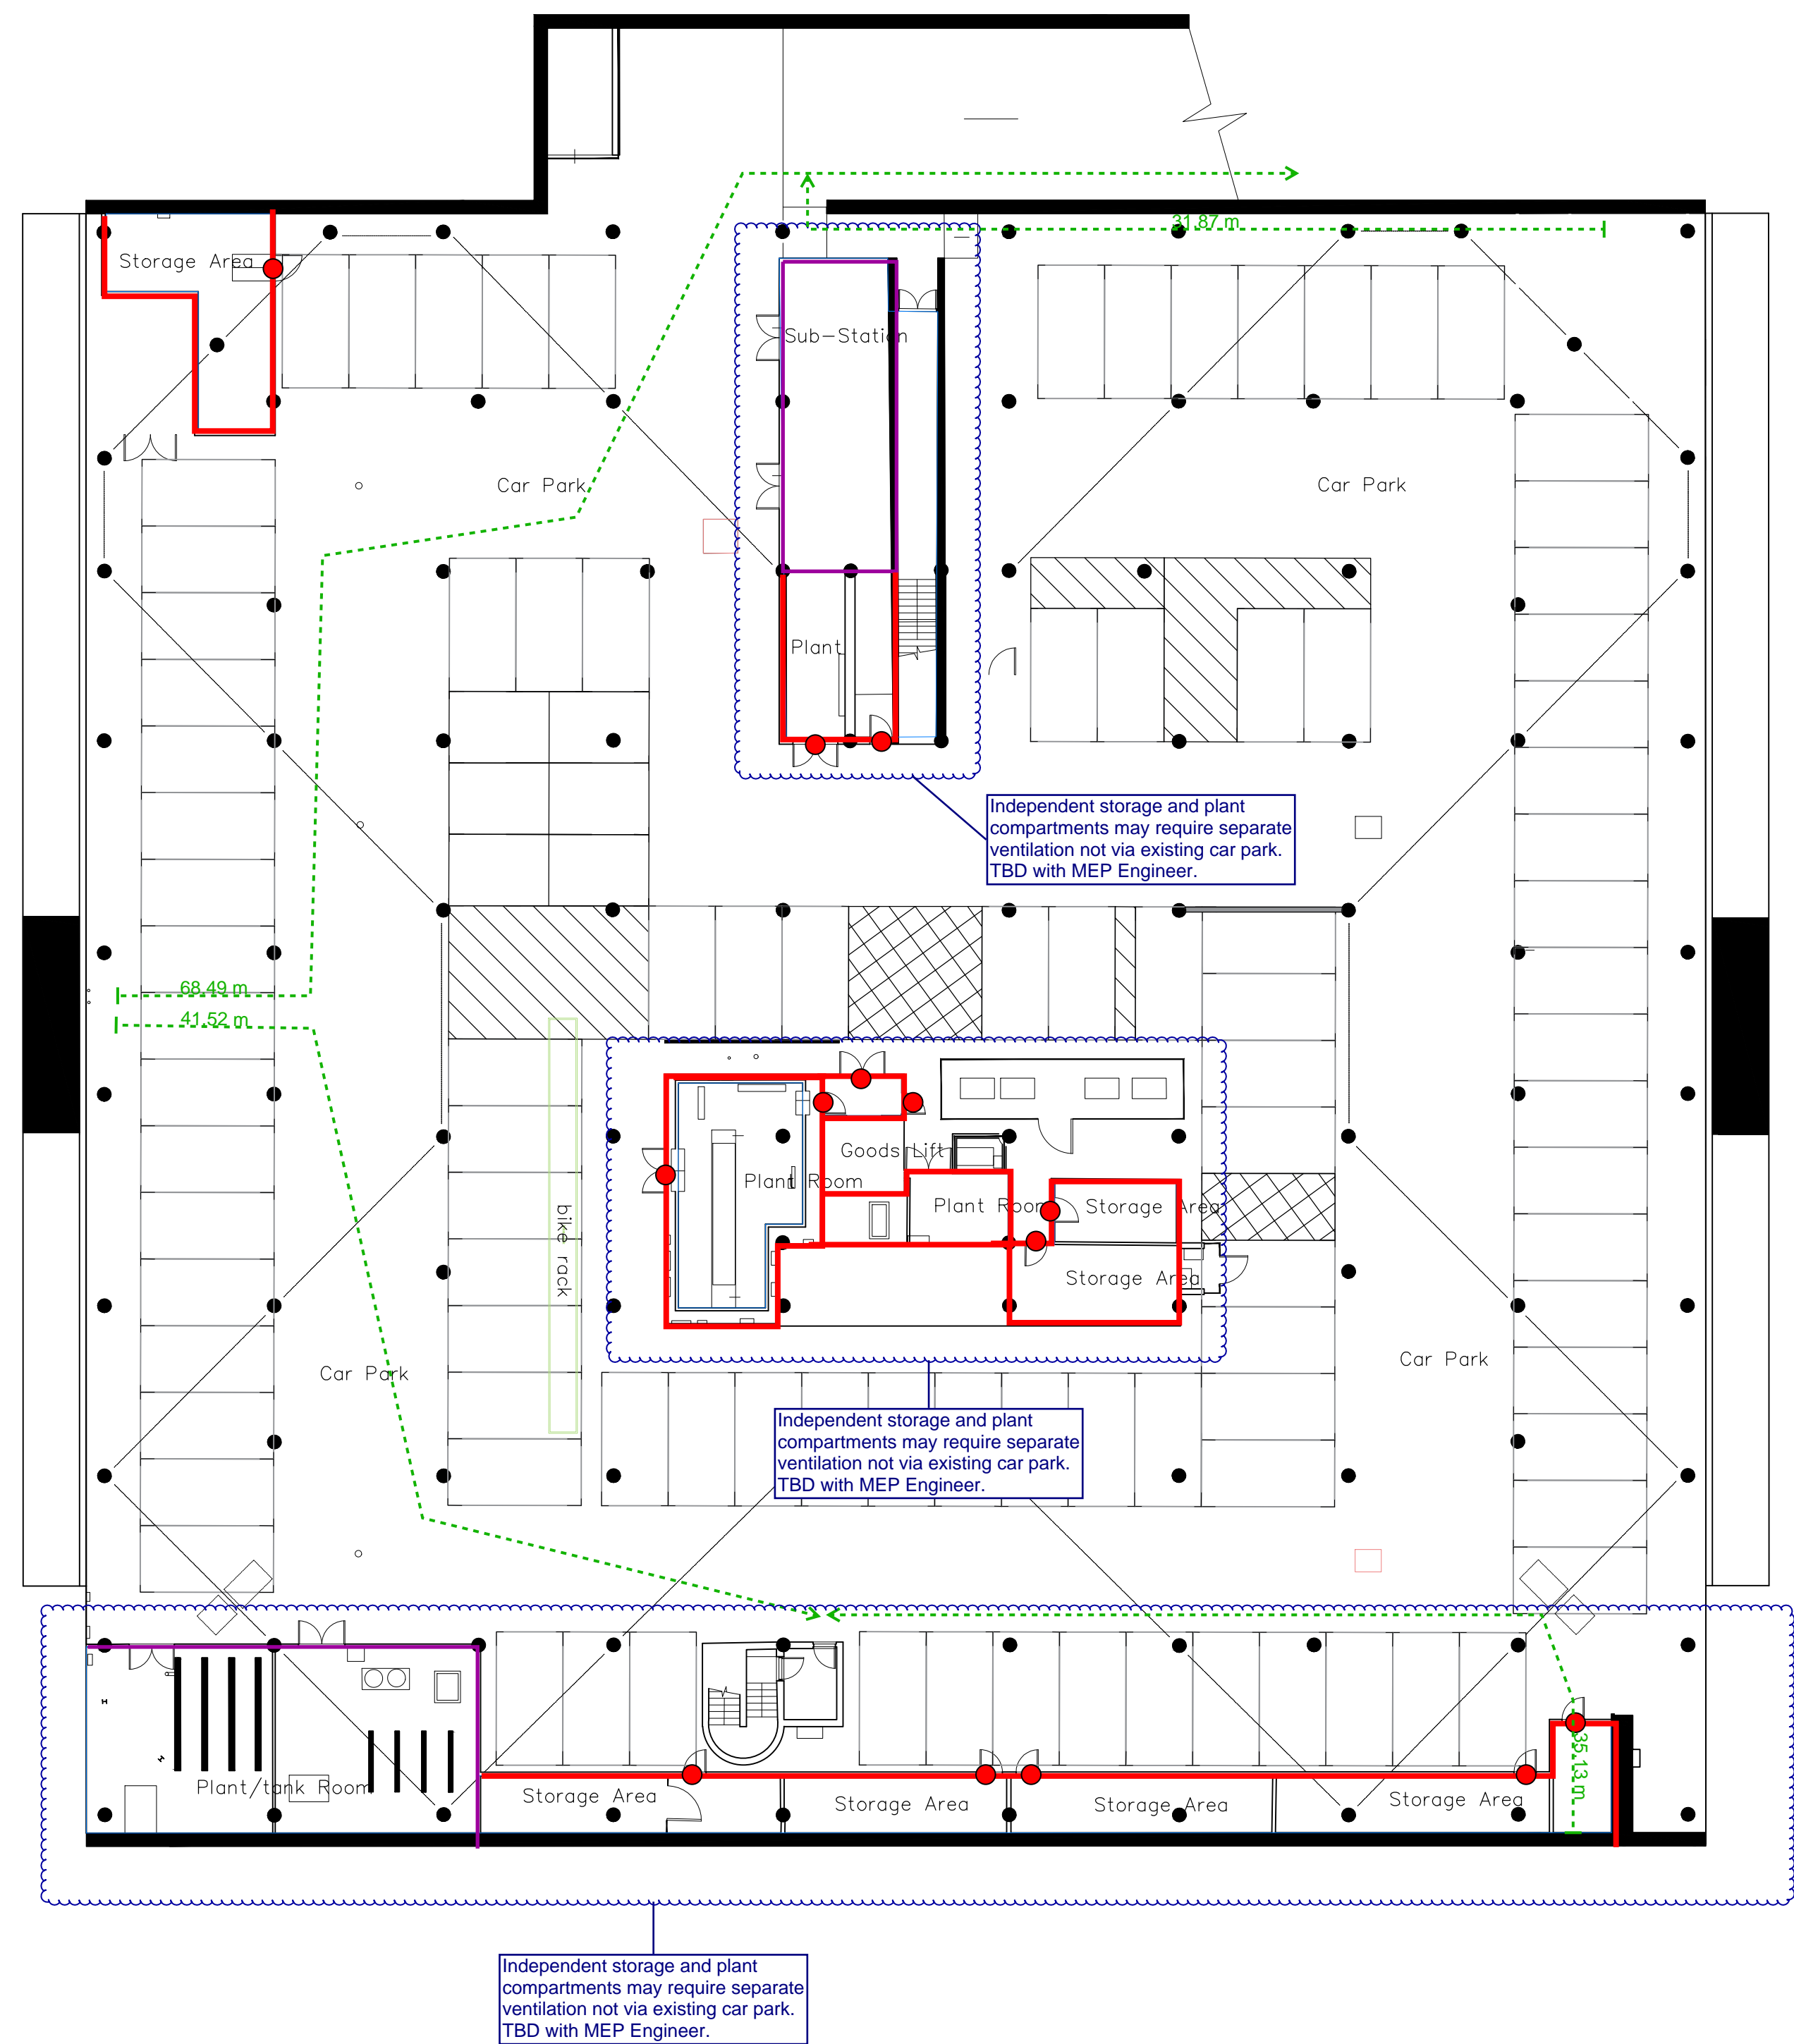 31.87 m
Storage Area
Sub-Station
Car Park
Car Park
Plant
Independent storage and plant
compartments may require separate
ventilation not via existing car park.
TBD with MEP Engineer.
68.49 m
41.52 m
Goods Lift
Plant Room
Plant Room
Storage Area
bike rack
Storage Area
Car Park
Car Park
Independent storage and plant
compartments may require separate
ventilation not via existing car park.
TBD with MEP Engineer.
35.13 m
Plant/tank Room
Storage Area
Storage Area
Storage Area
Storage Area
Independent storage and plant
compartments may require separate
ventilation not via existing car park.
TBD with MEP Engineer.